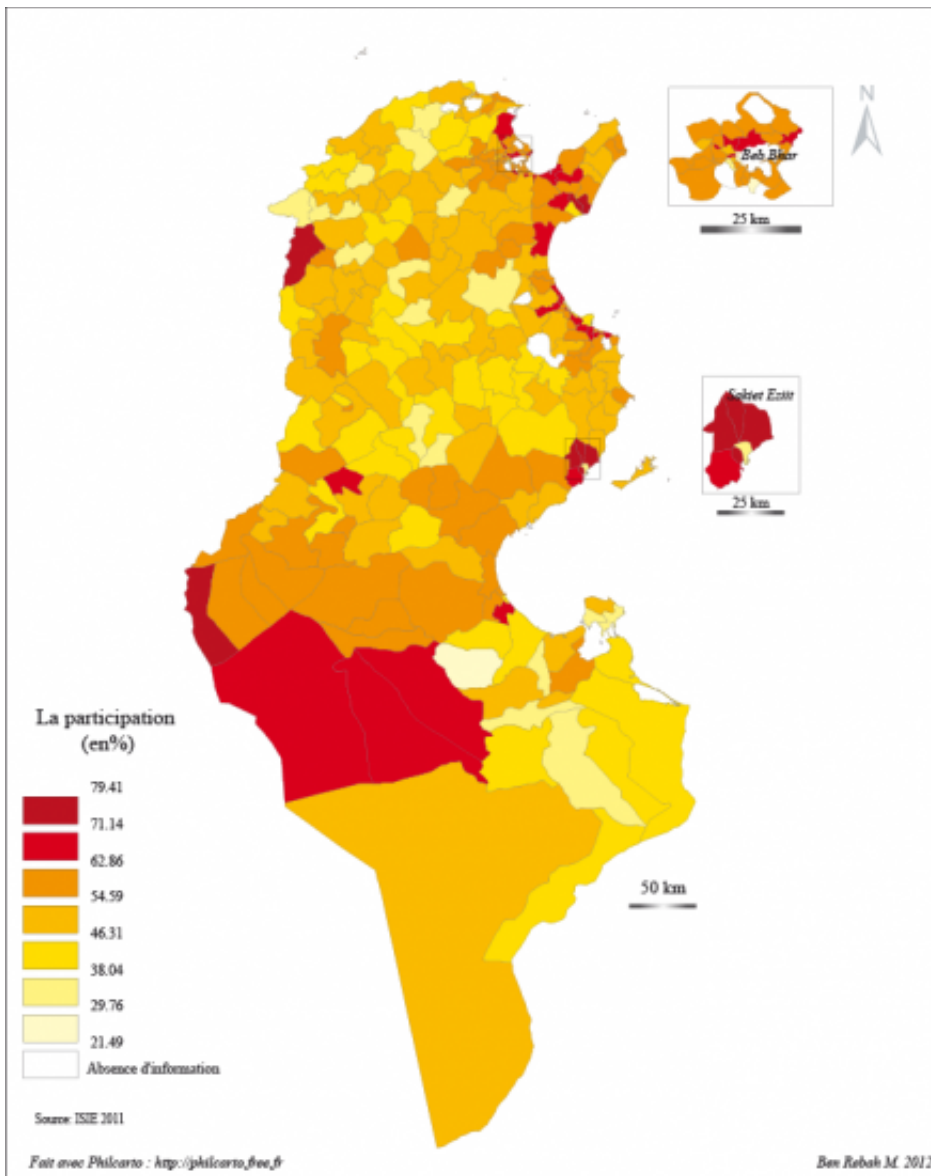 N
Bab Bhar
25 km
Sakiet Ezitt
25 km
La participation
(en%)
79.41
71.14
62.86
54.59
46.31
38.04
29.76
21.49
Absence d'information
50 km
Source: ISIE 2011
Fait avec Philcarto : http://philcarto.free.fr
Ben Rebah M. 2012